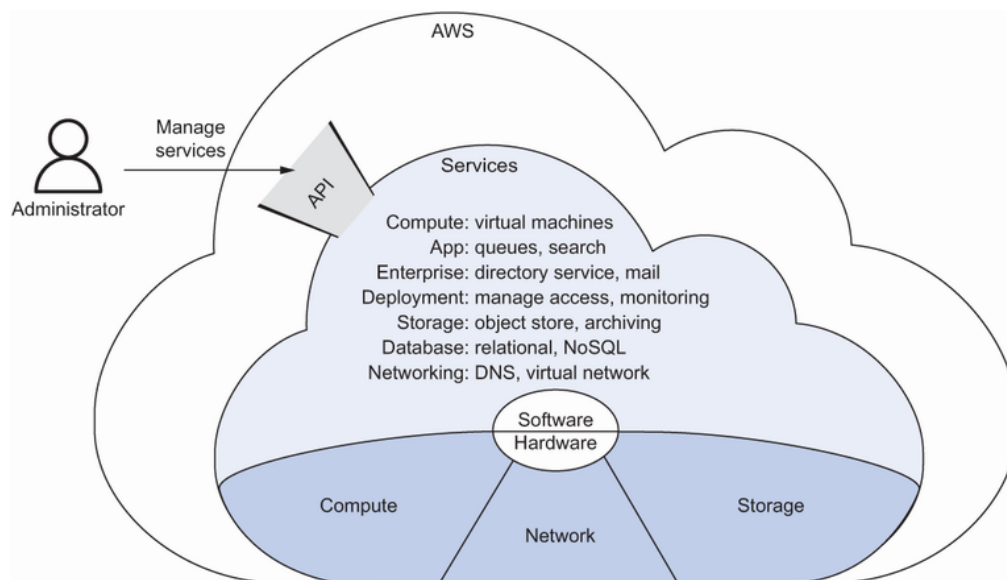 AWS
Manage
services
Administrator
API
Services
Compute: virtual machines
App: queues, search
Enterprise: directory service, mail
Deployment: manage access, monitoring
Storage: object store, archiving
Database: relational, NoSQL
Networking: DNS, virtual network
Software
Hardware
Compute
Network
Storage